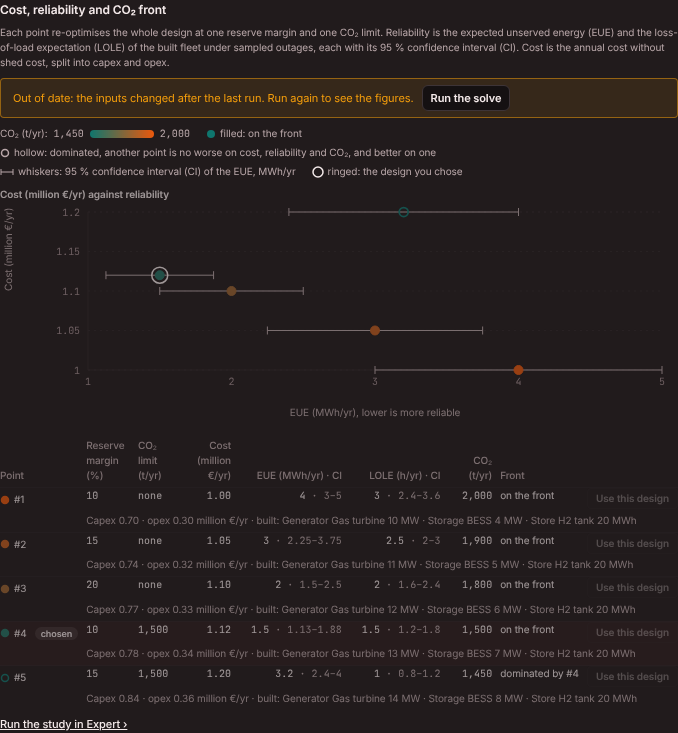 Cost, reliability and CO₂ front
Each point re-optimises the whole design at one reserve margin and one CO₂ limit. Reliability is the expected unserved energy (EUE) and the loss-
of-load expectation (LOLE) of the built fleet under sampled outages, each with its 95 % confidence interval (CI). Cost is the annual cost without
shed cost, split into capex and opex.
Out of date: the inputs changed after the last run. Run again to see the figures. Run the solve
CO₂ (t/yr): 1,450 2,000 filled: on the front
hollow: dominated, another point is no worse on cost, reliability and CO₂, and better on one
whiskers: 95 % confidence interval (CI) of the EUE, MWh/yr ringed: the design you chose
Cost (million €/yr) against reliability
Cost (million €/yr)
1.2
1.15
1.1
1.05
1
1 2 3 4 5
EUE (MWh/yr), lower is more reliable
Point Reserve margin (%) CO₂ limit (t/yr) Cost (million €/yr) EUE (MWh/yr) · CI LOLE (h/yr) · CI CO₂ (t/yr) Front
#1 10 none 1.00 4 · 3–5 3 · 2.4–3.6 2,000 on the front Use this design
Capex 0.70 · opex 0.30 million €/yr · built: Generator Gas turbine 10 MW · Storage BESS 4 MW · Store H2 tank 20 MWh
#2 15 none 1.05 3 · 2.25–3.75 2.5 · 2–3 1,900 on the front Use this design
Capex 0.74 · opex 0.32 million €/yr · built: Generator Gas turbine 11 MW · Storage BESS 5 MW · Store H2 tank 20 MWh
#3 20 none 1.10 2 · 1.5–2.5 2 · 1.6–2.4 1,800 on the front Use this design
Capex 0.77 · opex 0.33 million €/yr · built: Generator Gas turbine 12 MW · Storage BESS 6 MW · Store H2 tank 20 MWh
#4 chosen 10 1,500 1.12 1.5 · 1.13–1.88 1.5 · 1.2–1.8 1,500 on the front Use this design
Capex 0.78 · opex 0.34 million €/yr · built: Generator Gas turbine 13 MW · Storage BESS 7 MW · Store H2 tank 20 MWh
#5 15 1,500 1.20 3.2 · 2.4–4 1 · 0.8–1.2 1,450 dominated by #4 Use this design
Capex 0.84 · opex 0.36 million €/yr · built: Generator Gas turbine 14 MW · Storage BESS 8 MW · Store H2 tank 20 MWh
Run the study in Expert ›